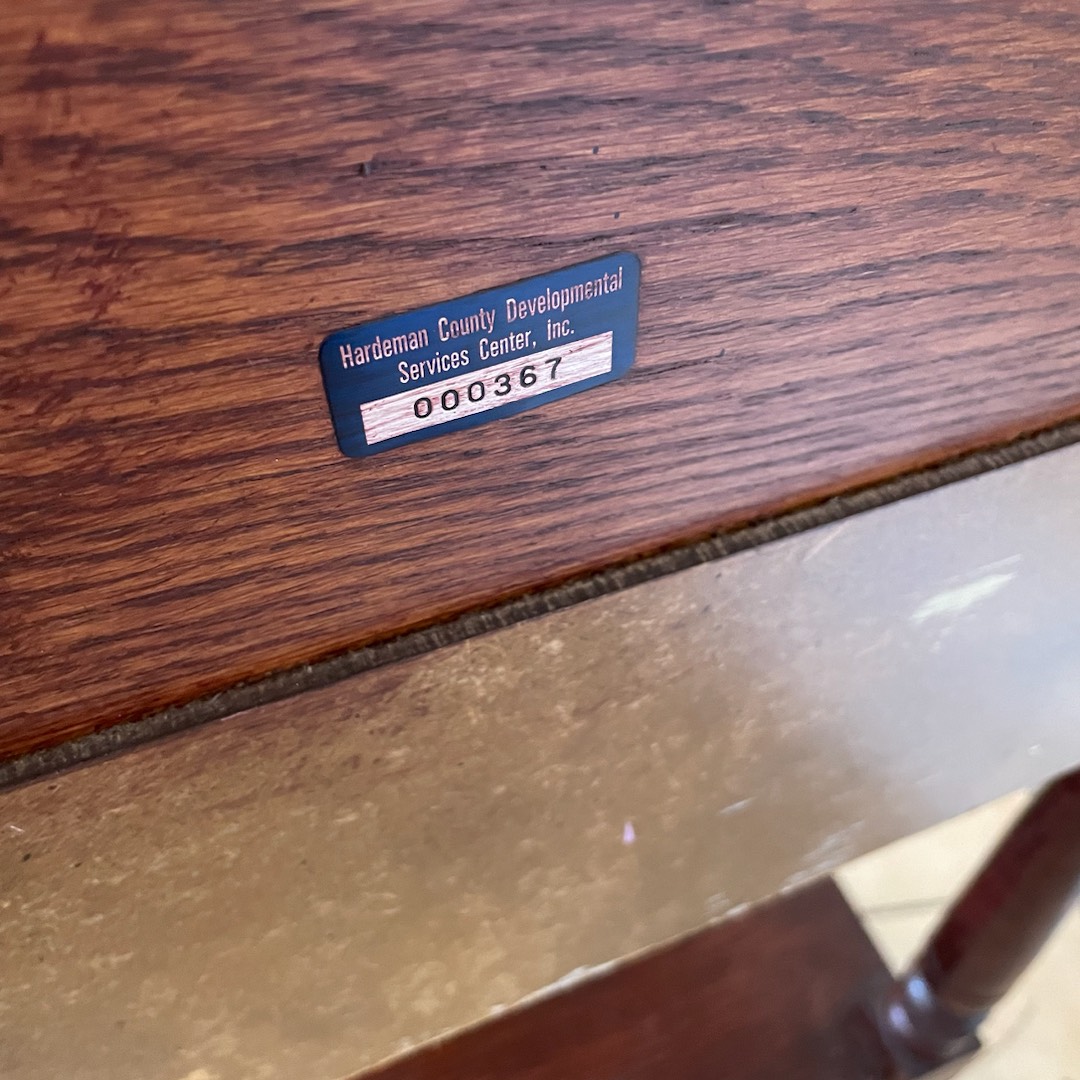 Hardeman County Developmental
Services Center, inc.
000367